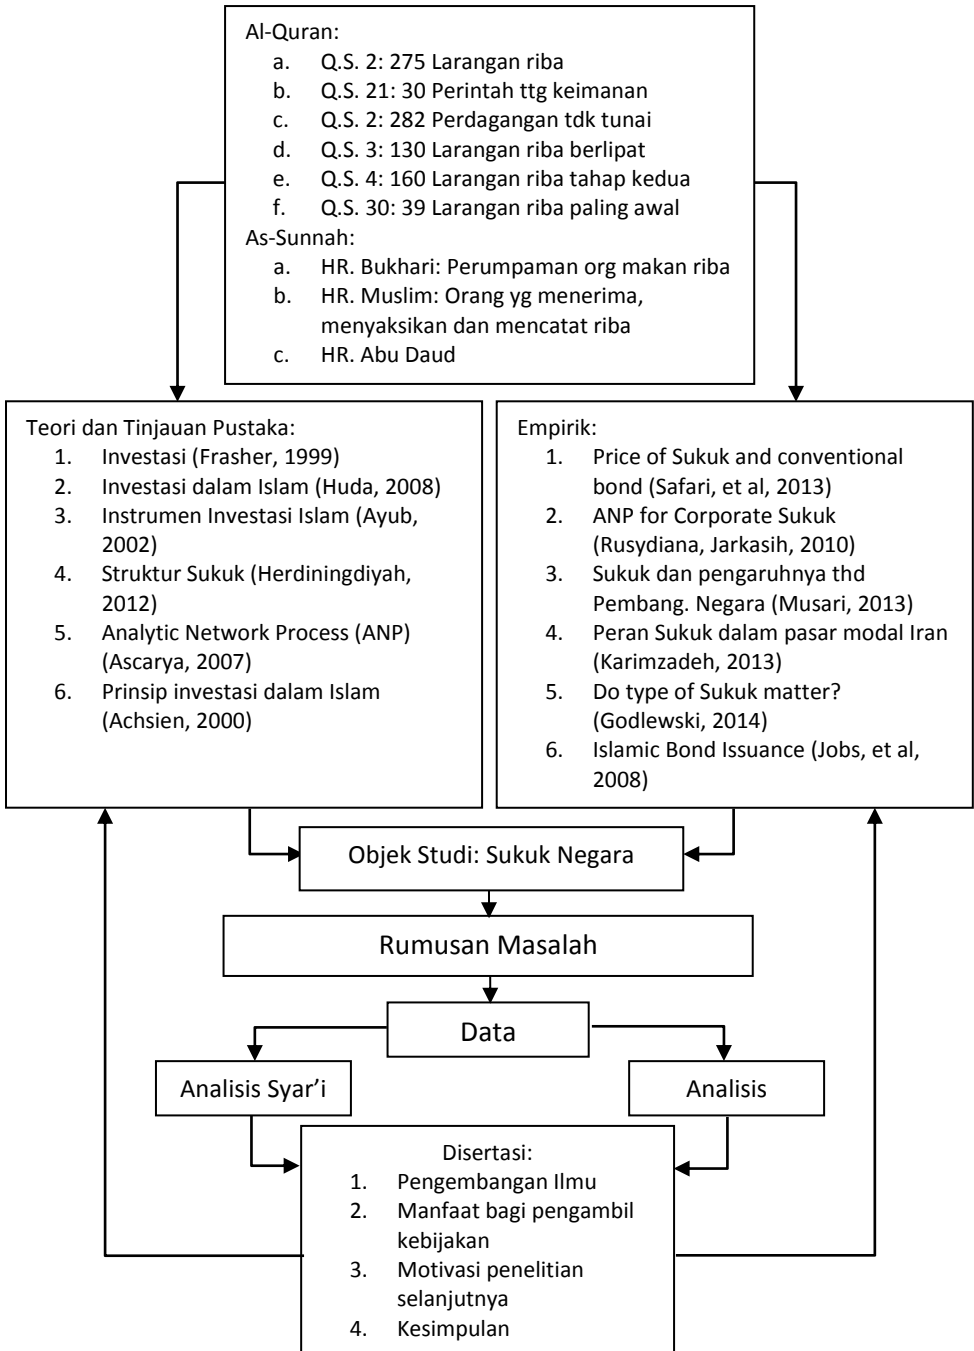 Al-Quran:
a. Q.S. 2: 275 Larangan riba
b. Q.S. 21: 30 Perintah ttg keimanan
c. Q.S. 2: 282 Perdagangan tdk tunai
d. Q.S. 3: 130 Larangan riba berlipat
e. Q.S. 4: 160 Larangan riba tahap kedua
f. Q.S. 30: 39 Larangan riba paling awal
As-Sunnah:
a. HR. Bukhari: Perumpaman org makan riba
b. HR. Muslim: Orang yg menerima,
menyaksikan dan mencatat riba
c. HR. Abu Daud
Teori dan Tinjauan Pustaka:
1. Investasi (Frasher, 1999)
2. Investasi dalam Islam (Huda, 2008)
3. Instrumen Investasi Islam (Ayub,
2002)
4. Struktur Sukuk (Herdiningdiyah,
2012)
5. Analytic Network Process (ANP)
(Ascarya, 2007)
6. Prinsip investasi dalam Islam
(Achsien, 2000)
Empirik:
1. Price of Sukuk and conventional
bond (Safari, et al, 2013)
2. ANP for Corporate Sukuk
(Rusydiana, Jarkasih, 2010)
3. Sukuk dan pengaruhnya thd
Pembang. Negara (Musari, 2013)
4. Peran Sukuk dalam pasar modal Iran
(Karimzadeh, 2013)
5. Do type of Sukuk matter?
(Godlewski, 2014)
6. Islamic Bond Issuance (Jobs, et al,
2008)
Objek Studi: Sukuk Negara
Rumusan Masalah
Data
Analisis Syar’i
Analisis
Disertasi:
1. Pengembangan Ilmu
2. Manfaat bagi pengambil
kebijakan
3. Motivasi penelitian
selanjutnya
4. Kesimpulan